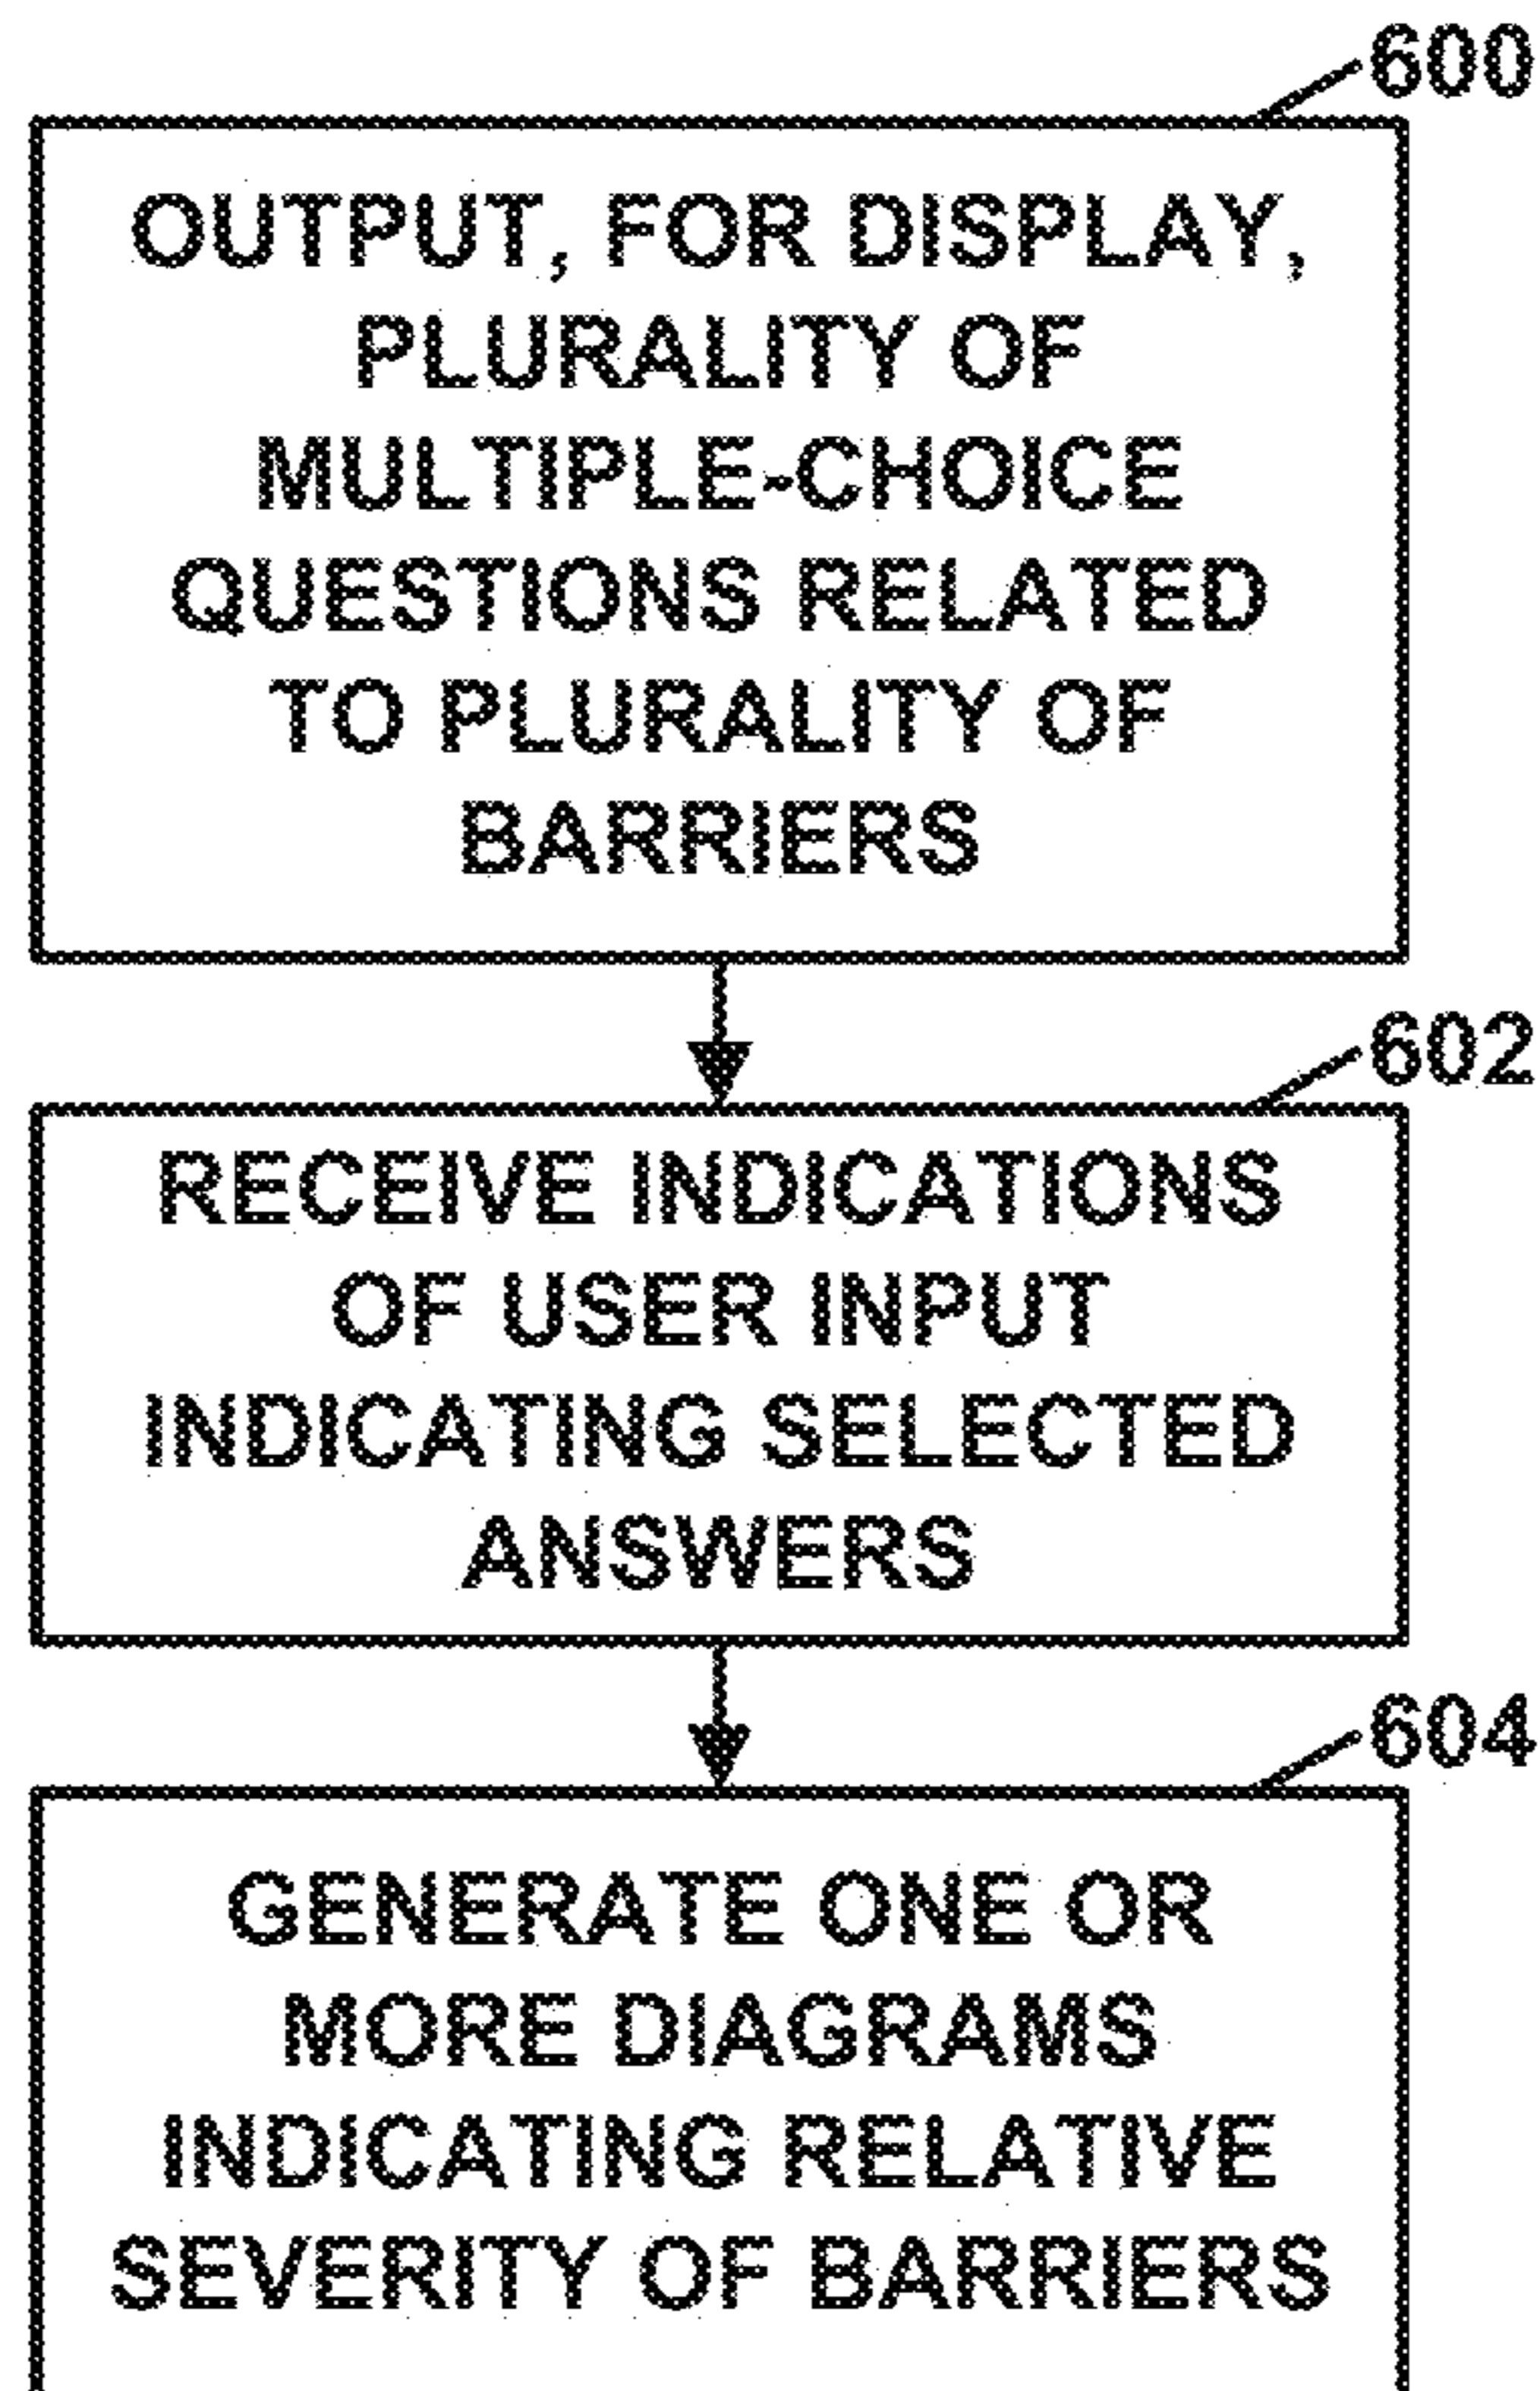 600
OUTPUT, FOR DISPLAY,
PLURALITY OF
MULTIPLE-CHOICE
QUESTIONS RELATED
TO PLURALITY OF
BARRIERS
602
RECEIVE INDICATIONS
OF USER INPUT
INDICATING SELECTED
ANSWERS
604
GENERATE ONE OR
MORE DIAGRAMS
INDICATING RELATIVE
SEVERITY OF BARRIERS